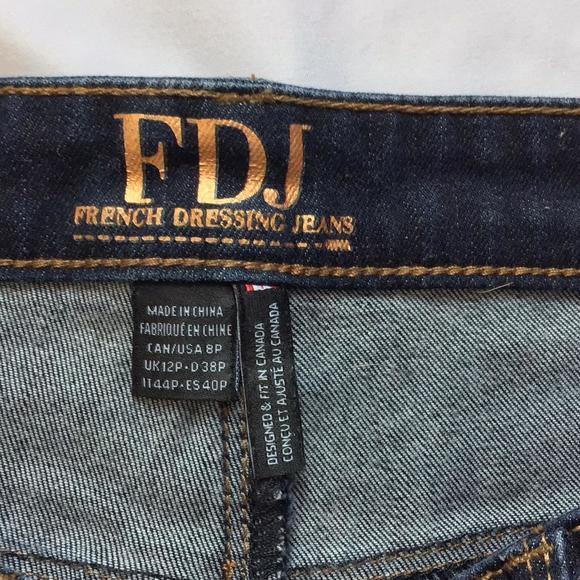 FDJ
FRENCH DRESSING JEANS
MADE IN CHINA
FABRIQUÉ EN CHINE
CAN/USA 8P
UK12P·D38P
IT44P·ES40P
DESIGNED & FIT IN CANADA
CONÇU ET AJUSTÉ AU CANADA